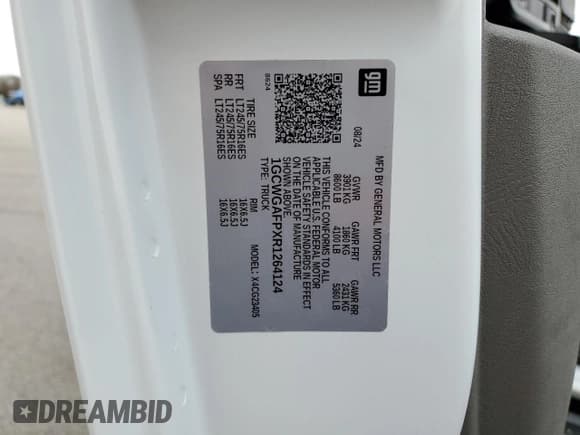 gm
MFD BY GENERAL MOTORS LLC
08/24
GVWR GAWR FRT GAWR RR
3901 KG 1860 KG 2431 KG
8600 LB 4100 LB 5360 LB
THIS VEHICLE CONFORMS TO ALL
APPLICABLE U.S. FEDERAL MOTOR
VEHICLE SAFETY STANDARDS IN EFFECT
ON THE DATE OF MANUFACTURE
SHOWN ABOVE.
1GCWGAFPXR1264124
TYPE: TRUCK MODEL: X4CG23405
8624
TIRE SIZE RIM
FRT LT245/75R16ES 16X6.5J
RR LT245/75R16ES 16X6.5J
SPA LT245/75R16ES 16X6.5J
DREAMBID